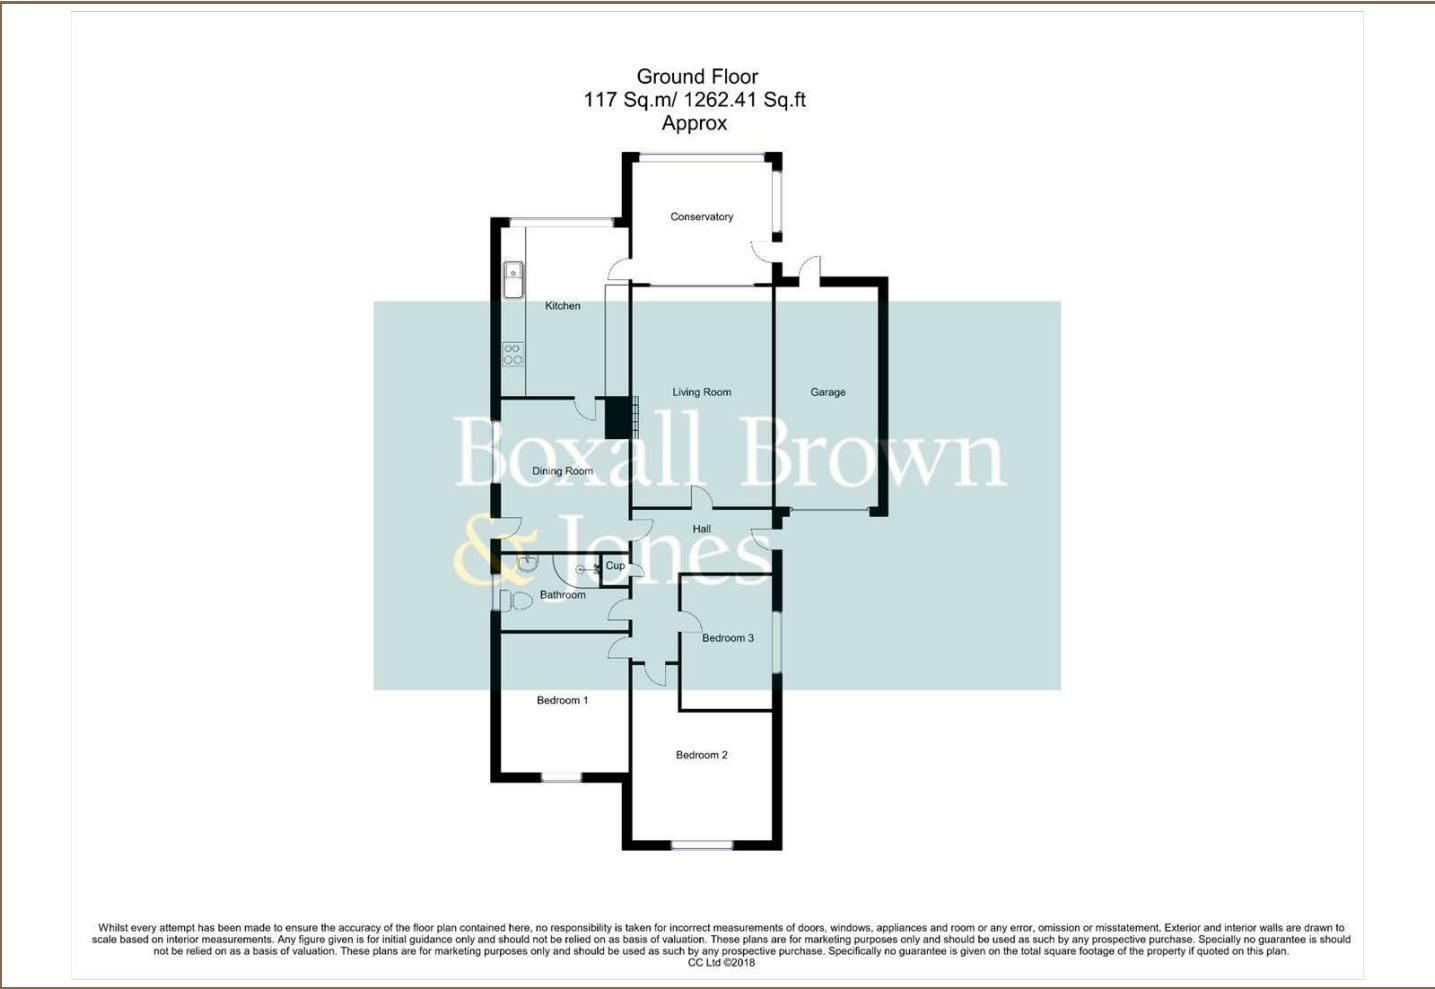 Ground Floor
117 Sq.m/ 1262.41 Sq.ft
Approx
Conservatory
Kitchen
Living Room
Garage
Boxall Brown
Dining Room
Hall
& Jones
Cup
Bathroom
Bedroom 3
Bedroom 1
Bedroom 2
Whilst every attempt has been made to ensure the accuracy of the floor plan contained here, no responsibility is taken for incorrect measurements of doors, windows, appliances and room or any error, omission or misstatement. Exterior and interior walls are drawn to
scale based on interior measurements. Any figure given is for initial guidance only and should not be relied on as basis of valuation. These plans are for marketing purposes only and should be used as such by any prospective purchase. Specially no guarantee is should
not be relied on as a basis of valuation. These plans are for marketing purposes only and should be used as such by any prospective purchase. Specifically no guarantee is given on the total square footage of the property if quoted on this plan.
CC Ltd ©2018